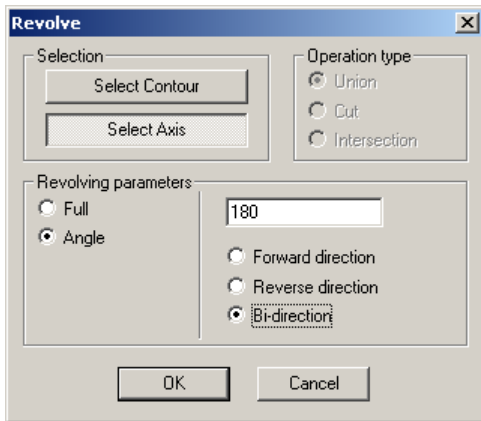 Revolve
Selection
Select Contour
Select Axis
Operation type
Union
Cut
Intersection
Revolving parameters
Full
Angle
180
Forward direction
Reverse direction
Bi-direction
OK
Cancel